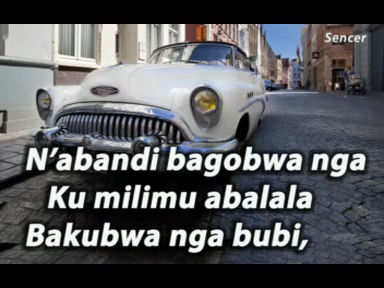 Sencer
N'abandi bagobwa nga
Ku milimu abalala
Bakubwa nga bubi,